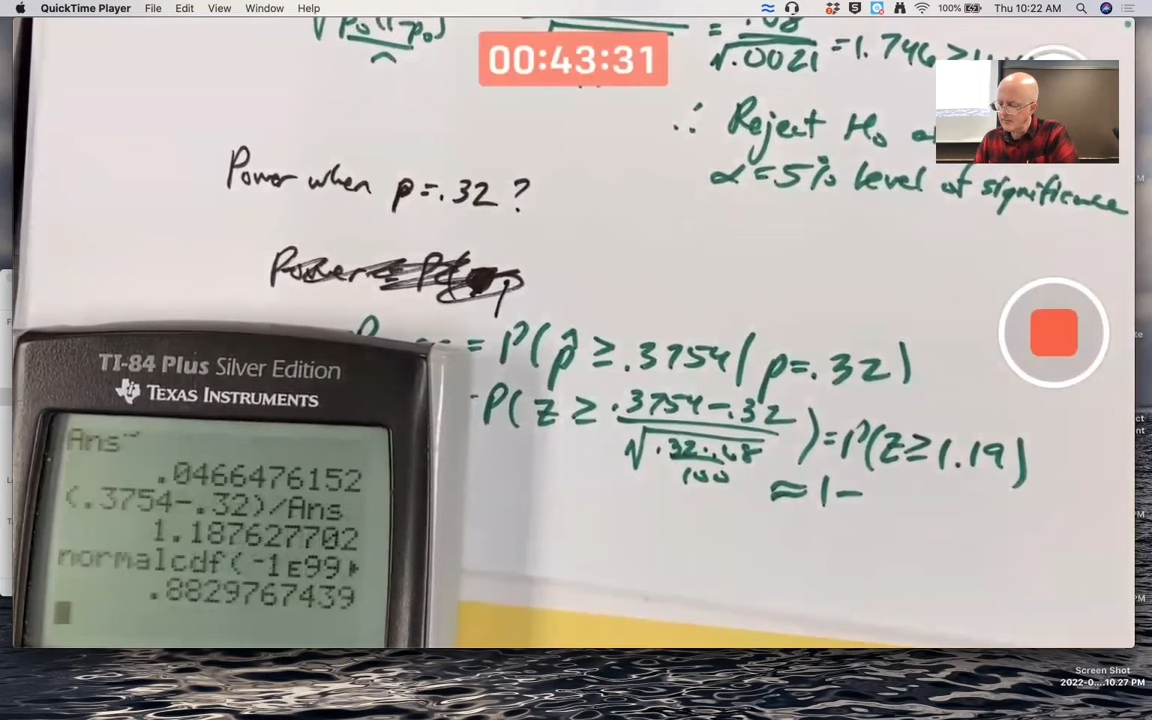 QuickTime Player File Edit View Window Help 100% Thu 10:22 AM
00:43:31
√P₀(1-P₀)
= .08/√.0021 = 1.746 ≥
∴ Reject H₀
α = 5% level of significance
Power when p = .32 ?
= P( p̂ ≥ .3754 | p = .32 )
P( z ≥ (.3754 - .32)/√(.32·.68/100) ) = P(z ≥ 1.19)
≈ 1 -
TI-84 Plus Silver Edition
TEXAS INSTRUMENTS
.0466476152
(.3754-.32)/Ans
1.187627702
normalcdf(-1E99
.8829767439
Screen Shot
2022-0....10.27 PM